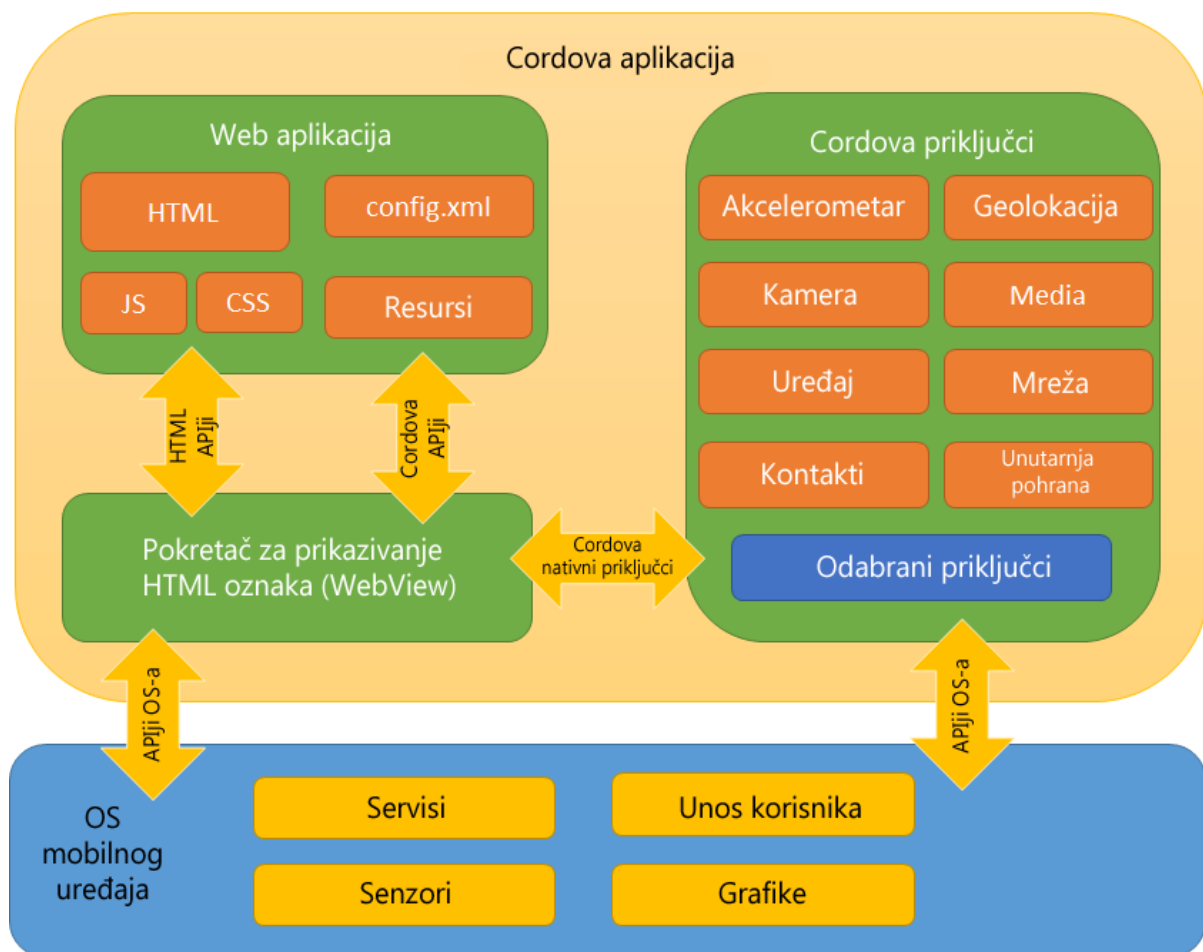 Cordova aplikacija
Web aplikacija
HTML
config.xml
JS
CSS
Resursi
Cordova priključci
Akcelerometar
Geolokacija
Kamera
Media
Uređaj
Mreža
Kontakti
Unutarnja
pohrana
Odabrani priključci
HTML
APIji
Cordova
APIji
Pokretač za prikazivanje
HTML oznaka (WebView)
Cordova
nativni priključci
APIji OS-a
APIji OS-a
OS
mobilnog
uređaja
Servisi
Unos korisnika
Senzori
Grafike